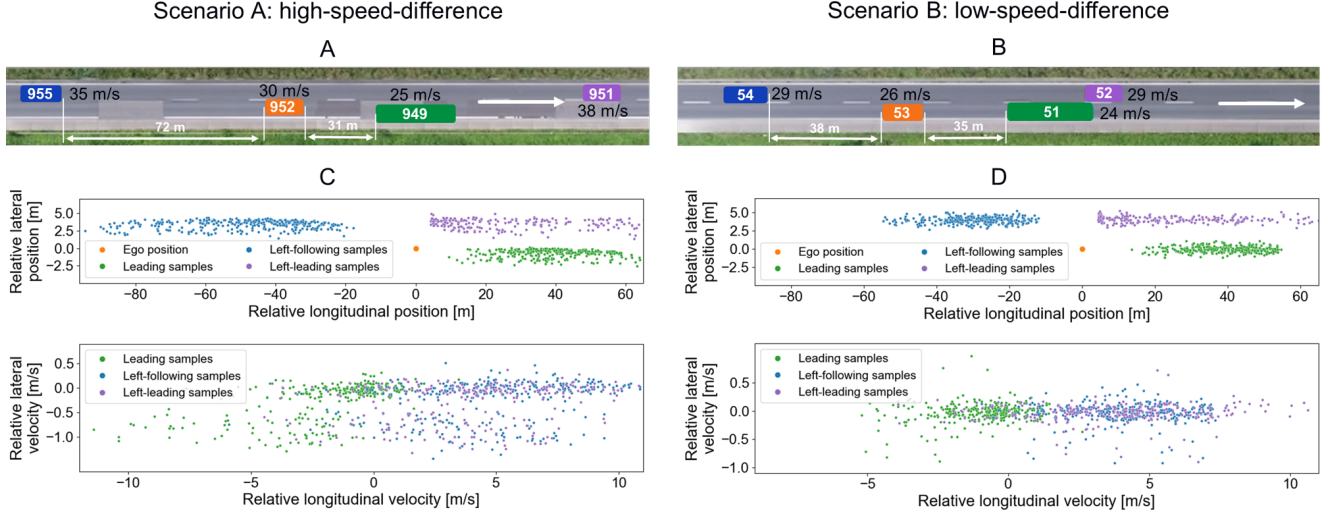 Scenario A: high-speed-difference
A
955
35 m/s
30 m/s
952
25 m/s
949
951
38 m/s
72 m
31 m
C
Relative lateral
position [m]
5.0
2.5
0.0
−2.5
Ego position
Leading samples
Left-following samples
Left-leading samples
−80
−60
−40
−20
0
20
40
60
Relative longitudinal position [m]
Relative lateral
velocity [m/s]
0.5
0.0
−0.5
−1.0
Leading samples
Left-following samples
Left-leading samples
−10
−5
0
5
10
Relative longitudinal velocity [m/s]
Scenario B: low-speed-difference
B
54
29 m/s
26 m/s
53
51
52
29 m/s
24 m/s
38 m
35 m
D
Relative lateral
position [m]
5.0
2.5
0.0
−2.5
Ego position
Leading samples
Left-following samples
Left-leading samples
−80
−60
−40
−20
0
20
40
60
Relative longitudinal position [m]
Relative lateral
velocity [m/s]
0.5
0.0
−0.5
−1.0
Leading samples
Left-following samples
Left-leading samples
−5
0
5
10
Relative longitudinal velocity [m/s]